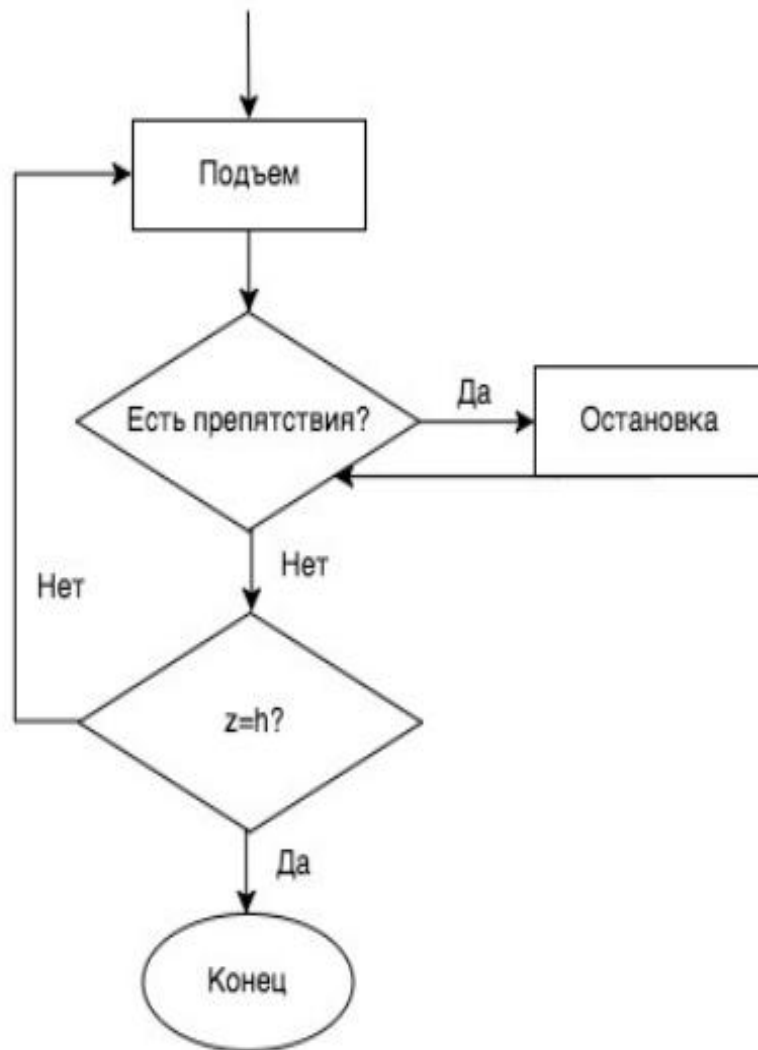 Подъем
Есть препятствия?
Да
Остановка
Нет
Нет
z=h?
Да
Конец